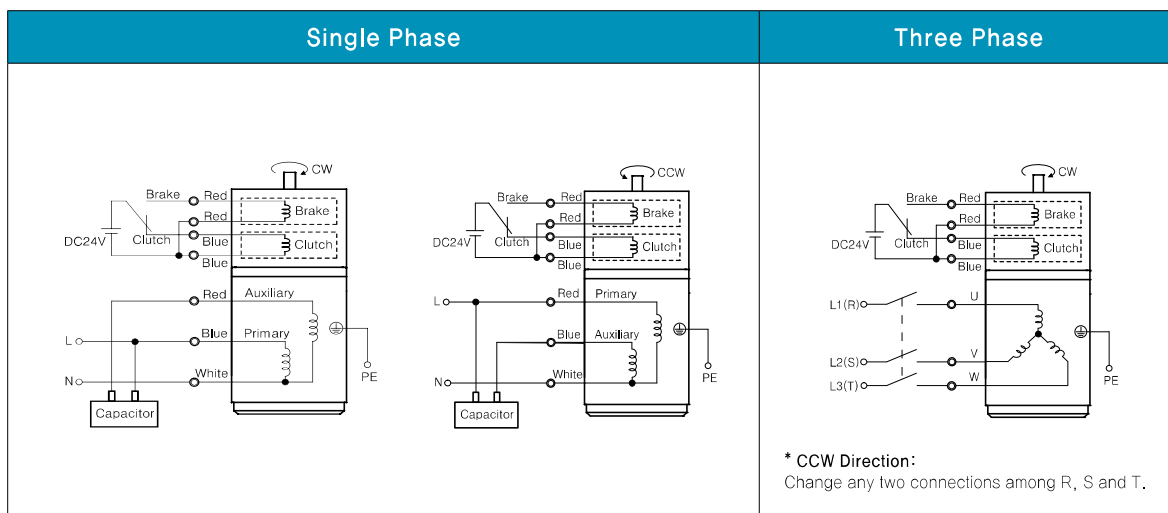 Single Phase
Three Phase
CW
Brake
Red
Red
Brake
DC24V
Clutch
Blue
Clutch
Blue
Red
Auxiliary
L
Blue
Primary
N
White
PE
Capacitor
CCW
Brake
Red
Red
Brake
DC24V
Clutch
Blue
Clutch
Blue
L
Red
Primary
Blue
Auxiliary
N
White
PE
Capacitor
CW
Brake
Red
Red
Brake
DC24V
Clutch
Blue
Clutch
Blue
L1(R)
U
L2(S)
V
L3(T)
W
PE
* CCW Direction:
Change any two connections among R, S and T.